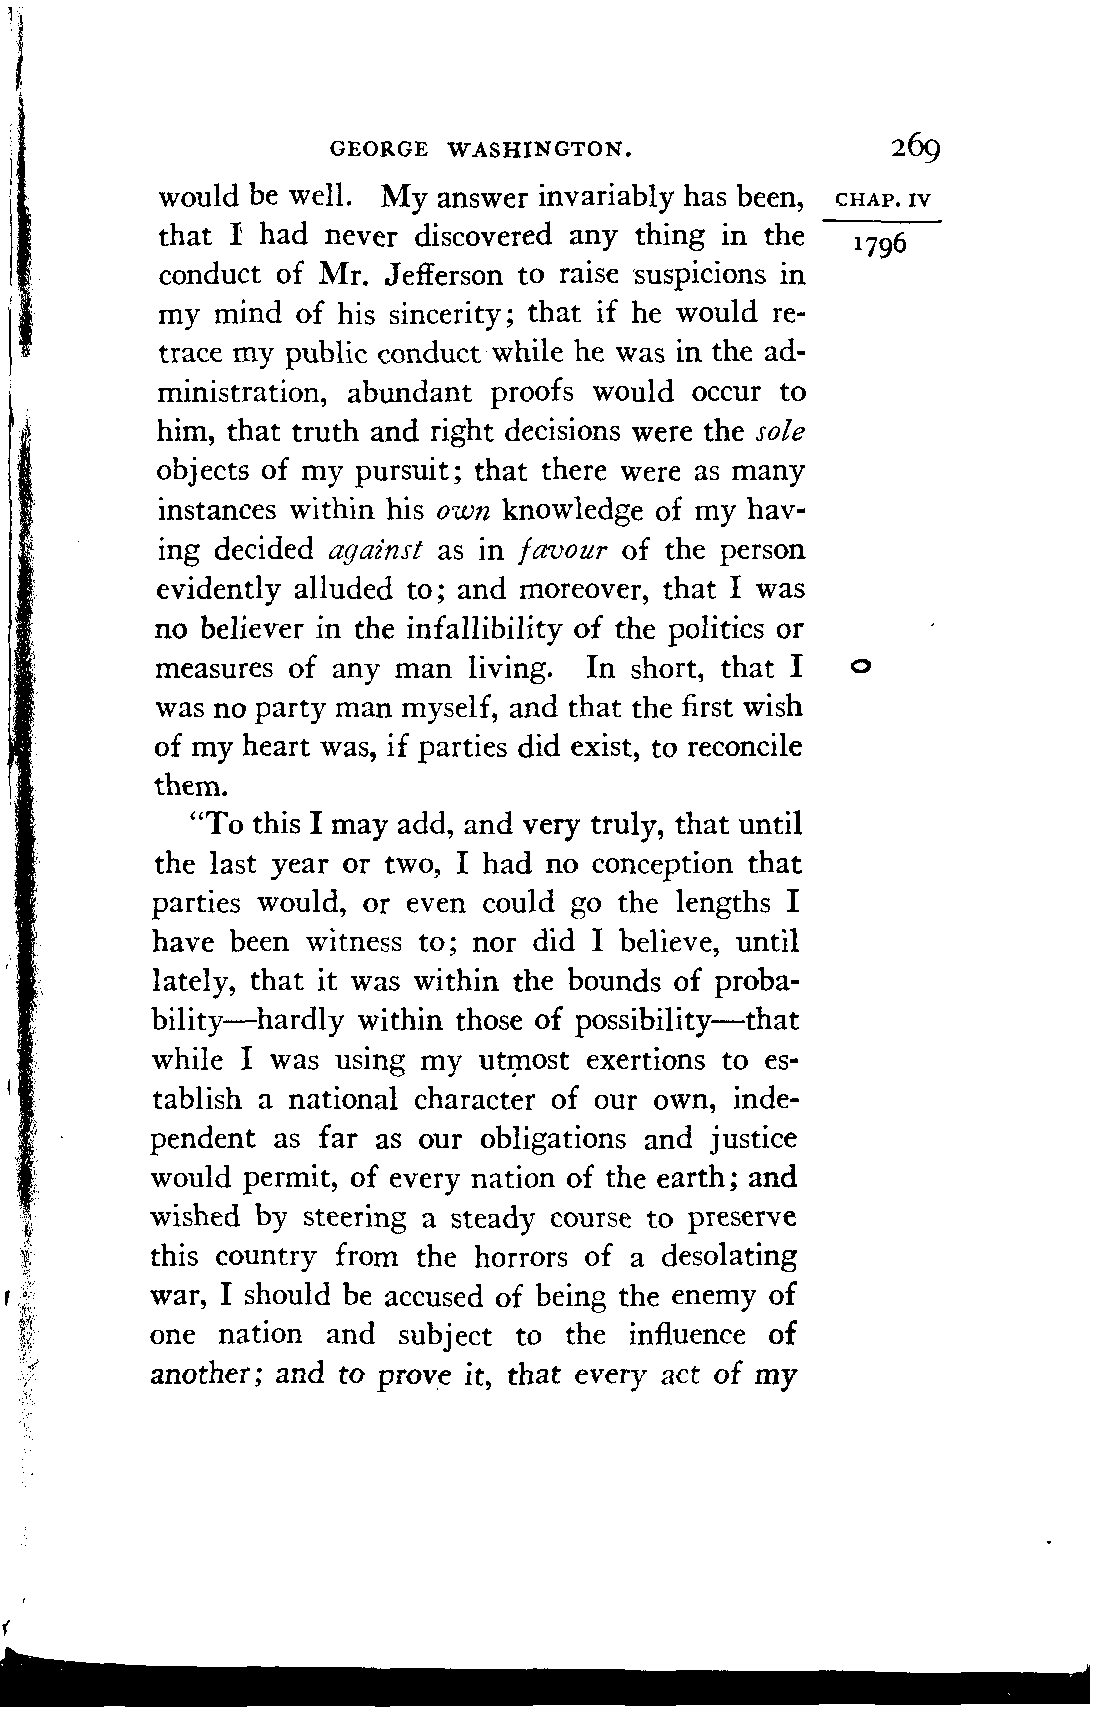 GEORGE WASHINGTON. 269
would be well. My answer invariably has been, CHAP. IV
that I had never discovered any thing in the 1796
conduct of Mr. Jefferson to raise suspicions in
my mind of his sincerity; that if he would re-
trace my public conduct while he was in the ad-
ministration, abundant proofs would occur to
him, that truth and right decisions were the sole
objects of my pursuit; that there were as many
instances within his own knowledge of my hav-
ing decided against as in favour of the person
evidently alluded to; and moreover, that I was
no believer in the infallibility of the politics or
measures of any man living. In short, that I
was no party man myself, and that the first wish
of my heart was, if parties did exist, to reconcile
them.
"To this I may add, and very truly, that until
the last year or two, I had no conception that
parties would, or even could go the lengths I
have been witness to; nor did I believe, until
lately, that it was within the bounds of proba-
bility—hardly within those of possibility—that
while I was using my utmost exertions to es-
tablish a national character of our own, inde-
pendent as far as our obligations and justice
would permit, of every nation of the earth; and
wished by steering a steady course to preserve
this country from the horrors of a desolating
war, I should be accused of being the enemy of
one nation and subject to the influence of
another; and to prove it, that every act of my